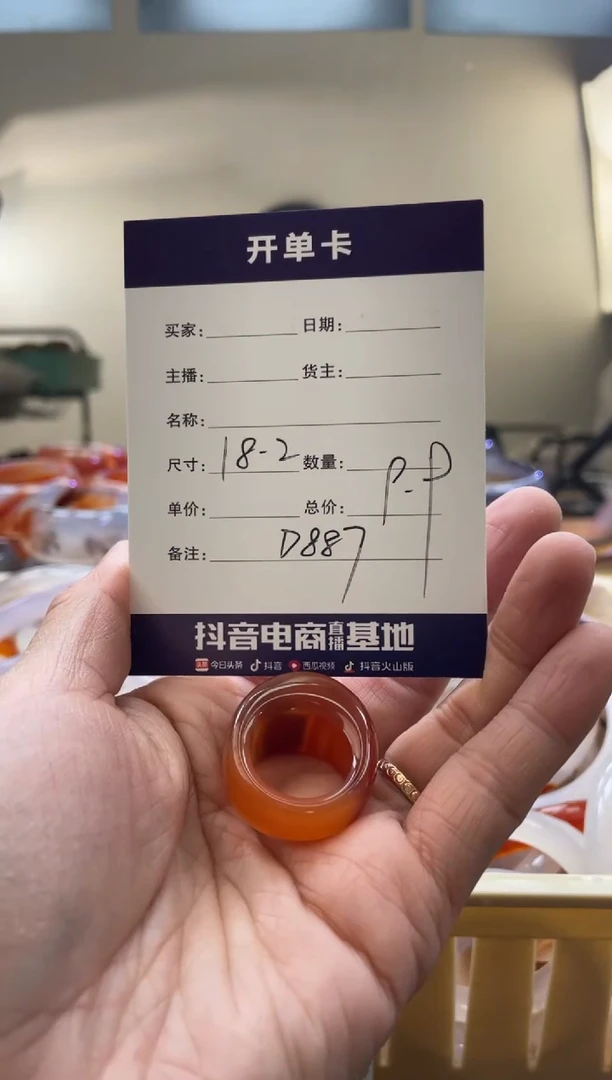 开单卡
买家: 日期:
主播: 货主:
名称:
尺寸: 18-2 数量:
单价: 总价: P-P
备注: D887
抖音电商直播基地
头条 今日头条 抖音 西瓜视频 抖音火山版